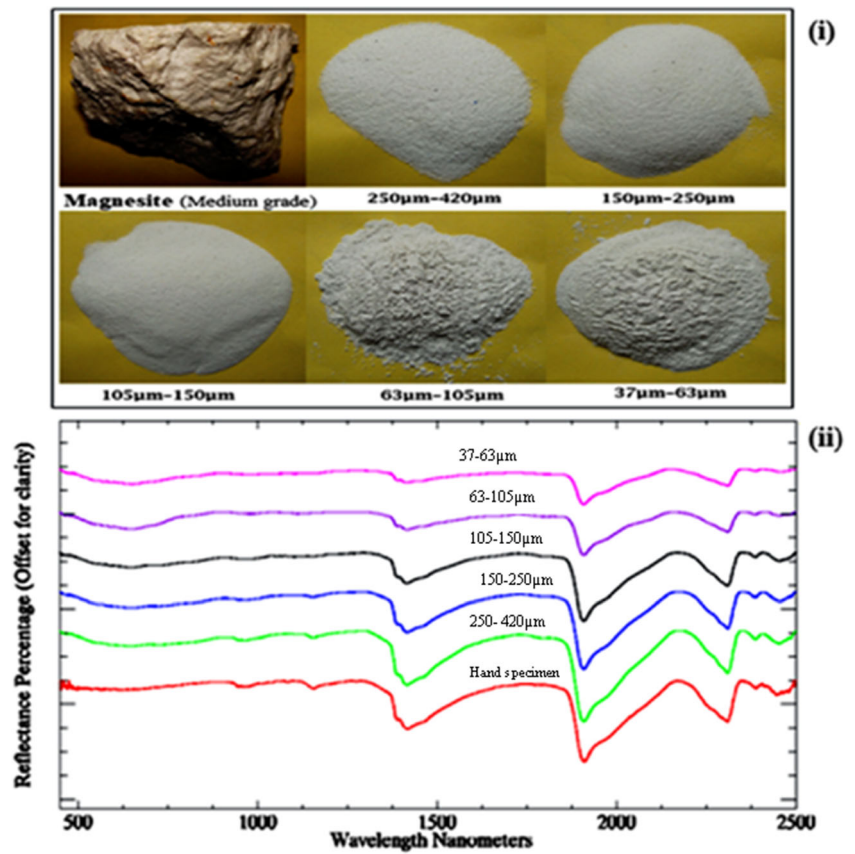 (i)
Magnesite (Medium grade)
250µm-420µm
150µm-250µm
105µm-150µm
63µm-105µm
37µm-63µm
(ii)
Reflectance Percentage (Offset for clarity)
37-63µm
63-105µm
105-150µm
150-250µm
250- 420µm
Hand specimen
500 1000 1500 2000 2500
Wavelength Nanometers